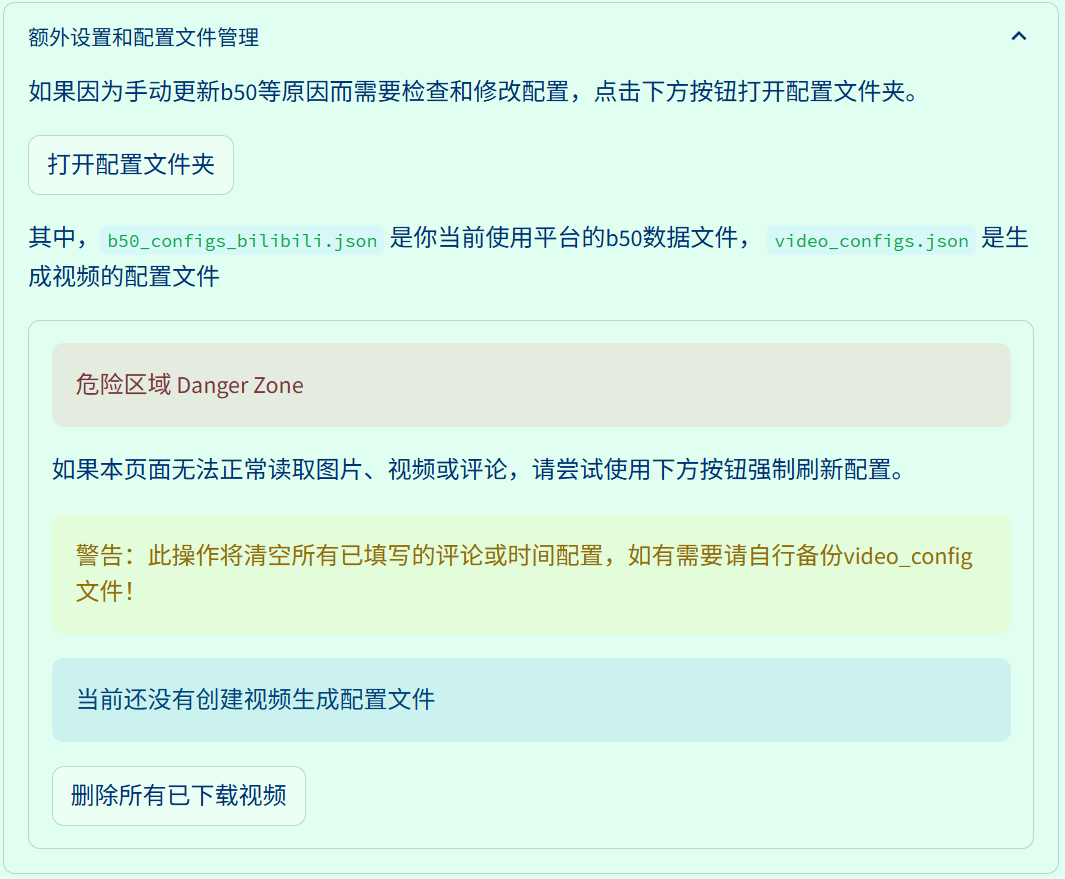 额外设置和配置文件管理
如果因为手动更新b50等原因而需要检查和修改配置，点击下方按钮打开配置文件夹。
打开配置文件夹
其中， b50_configs_bilibili.json 是你当前使用平台的b50数据文件， video_configs.json 是生
成视频的配置文件
危险区域 Danger Zone
如果本页面无法正常读取图片、视频或评论，请尝试使用下方按钮强制刷新配置。
警告：此操作将清空所有已填写的评论或时间配置，如有需要请自行备份video_config
文件！
当前还没有创建视频生成配置文件
删除所有已下载视频